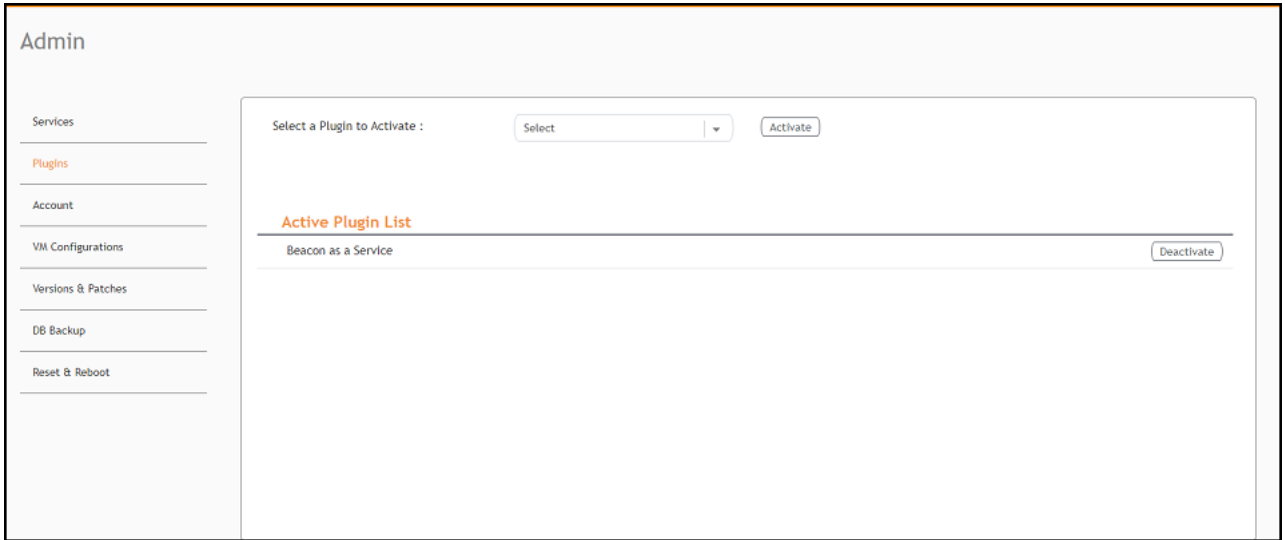 Admin
Services
Plugins
Account
VM Configurations
Versions & Patches
DB Backup
Reset & Reboot
Select a Plugin to Activate : Select Activate
Active Plugin List
Beacon as a Service Deactivate